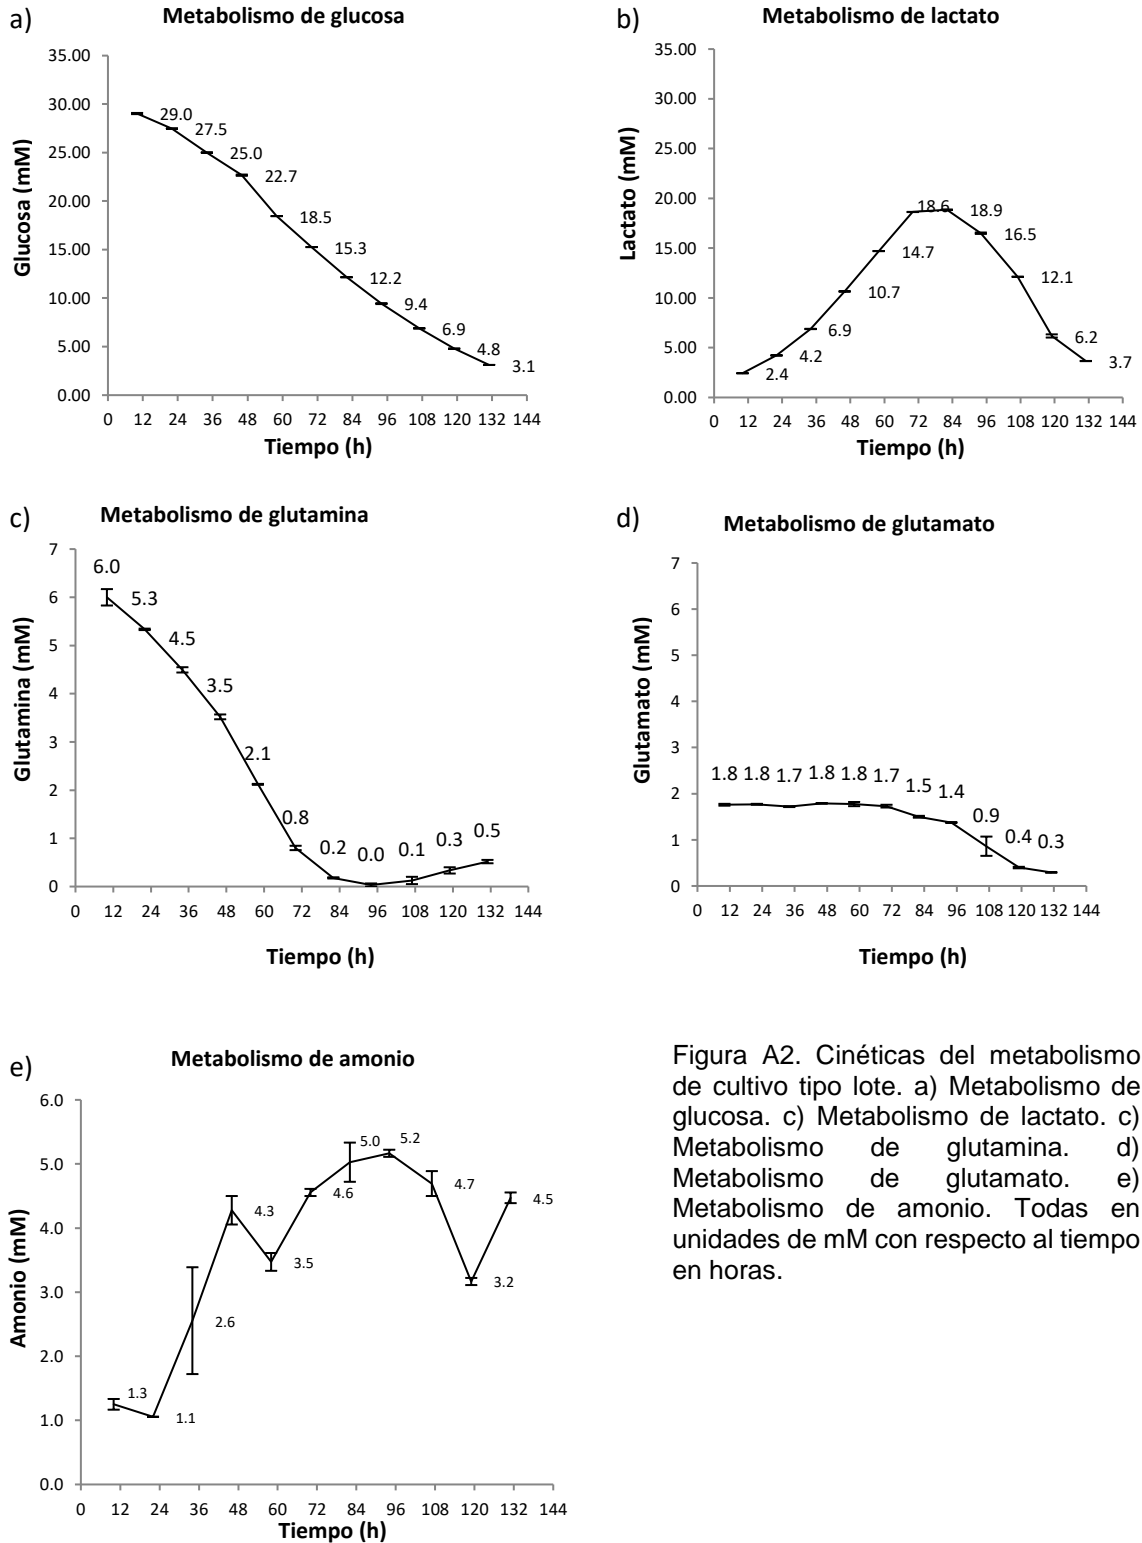 a)
Metabolismo de glucosa
35.00
30.00
25.00
20.00
15.00
10.00
5.00
0.00
Glucosa (mM)
29.0
27.5
25.0
22.7
18.5
15.3
12.2
9.4
6.9
4.8
3.1
0 12 24 36 48 60 72 84 96 108 120 132 144
Tiempo (h)
b)
Metabolismo de lactato
35.00
30.00
25.00
20.00
15.00
10.00
5.00
0.00
Lactato (mM)
2.4
4.2
6.9
10.7
14.7
18.6
18.9
16.5
12.1
6.2
3.7
0 12 24 36 48 60 72 84 96 108 120 132 144
Tiempo (h)
c)
Metabolismo de glutamina
7
6
5
4
3
2
1
0
Glutamina (mM)
6.0
5.3
4.5
3.5
2.1
0.8
0.2
0.0
0.1
0.3
0.5
0 12 24 36 48 60 72 84 96 108 120 132 144
Tiempo (h)
d)
Metabolismo de glutamato
7
6
5
4
3
2
1
0
Glutamato (mM)
1.8 1.8 1.7 1.8 1.8 1.7 1.5 1.4 0.9 0.4 0.3
0 12 24 36 48 60 72 84 96 108 120 132 144
Tiempo (h)
e)
Metabolismo de amonio
6.0
5.0
4.0
3.0
2.0
1.0
0.0
Amonio (mM)
1.3
1.1
2.6
4.3
3.5
4.6
5.0
5.2
4.7
3.2
4.5
0 12 24 36 48 60 72 84 96 108 120 132 144
Tiempo (h)
Figura A2. Cinéticas del metabolismo
de cultivo tipo lote. a) Metabolismo de
glucosa. c) Metabolismo de lactato. c)
Metabolismo de glutamina. d)
Metabolismo de glutamato. e)
Metabolismo de amonio. Todas en
unidades de mM con respecto al tiempo
en horas.